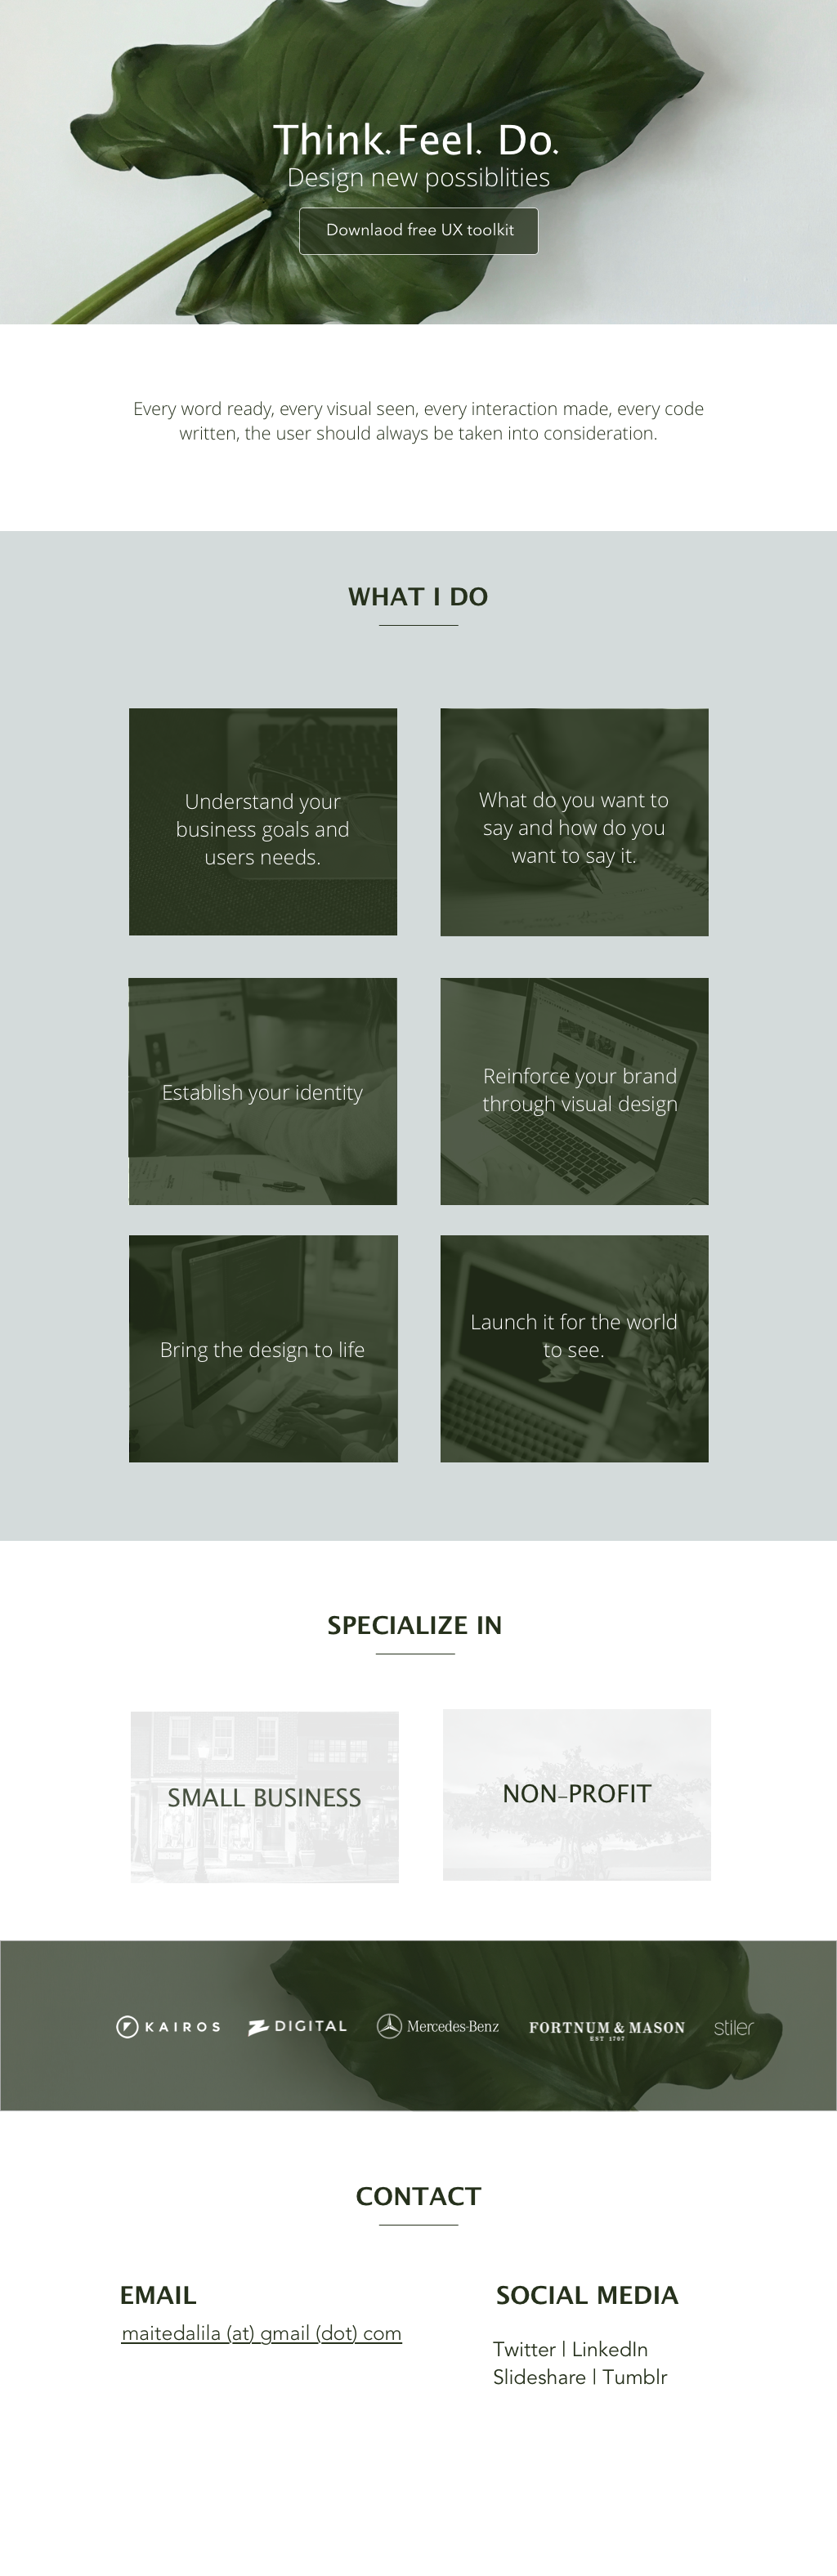 Think. Feel. Do.
Design new possiblities
Downlaod free UX toolkit
Every word ready, every visual seen, every interaction made, every code
written, the user should always be taken into consideration.
WHAT I DO
Understand your
business goals and
users needs.
What do you want to
say and how do you
want to say it.
Establish your identity
Reinforce your brand
through visual design
Bring the design to life
Launch it for the world
to see.
SPECIALIZE IN
SMALL BUSINESS
NON-PROFIT
KAIROS
DIGITAL
Mercedes-Benz
FORTNUM & MASON
EST 1707
stiler
CONTACT
EMAIL
maitedalila (at) gmail (dot) com
SOCIAL MEDIA
Twitter | LinkedIn
Slideshare | Tumblr